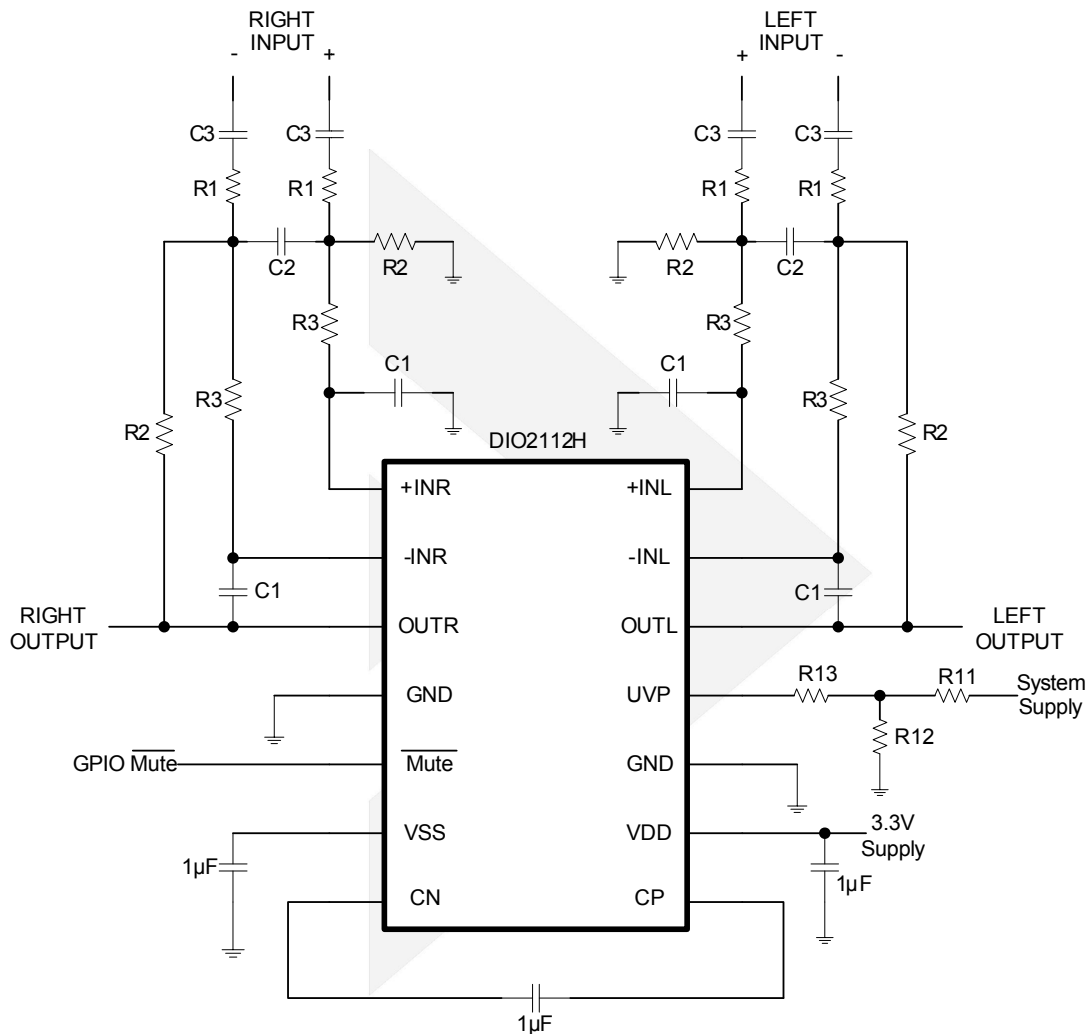 RIGHT
INPUT
LEFT
INPUT
- +
+ -
C3 C3 C3 C3
R1 R1 R1 R1
C2 R2 R2 C2
R3 R3
C1 C1
R2 R3 R3 R2
DIO2112H
+INR +INL
-INR -INL
C1 C1
RIGHT
OUTPUT
OUTR OUTL
LEFT
OUTPUT
GND UVP R13 R11 System
Supply
R12
GPIO Mute Mute GND
VSS VDD 3.3V
Supply
1µF 1µF
CN CP
1µF